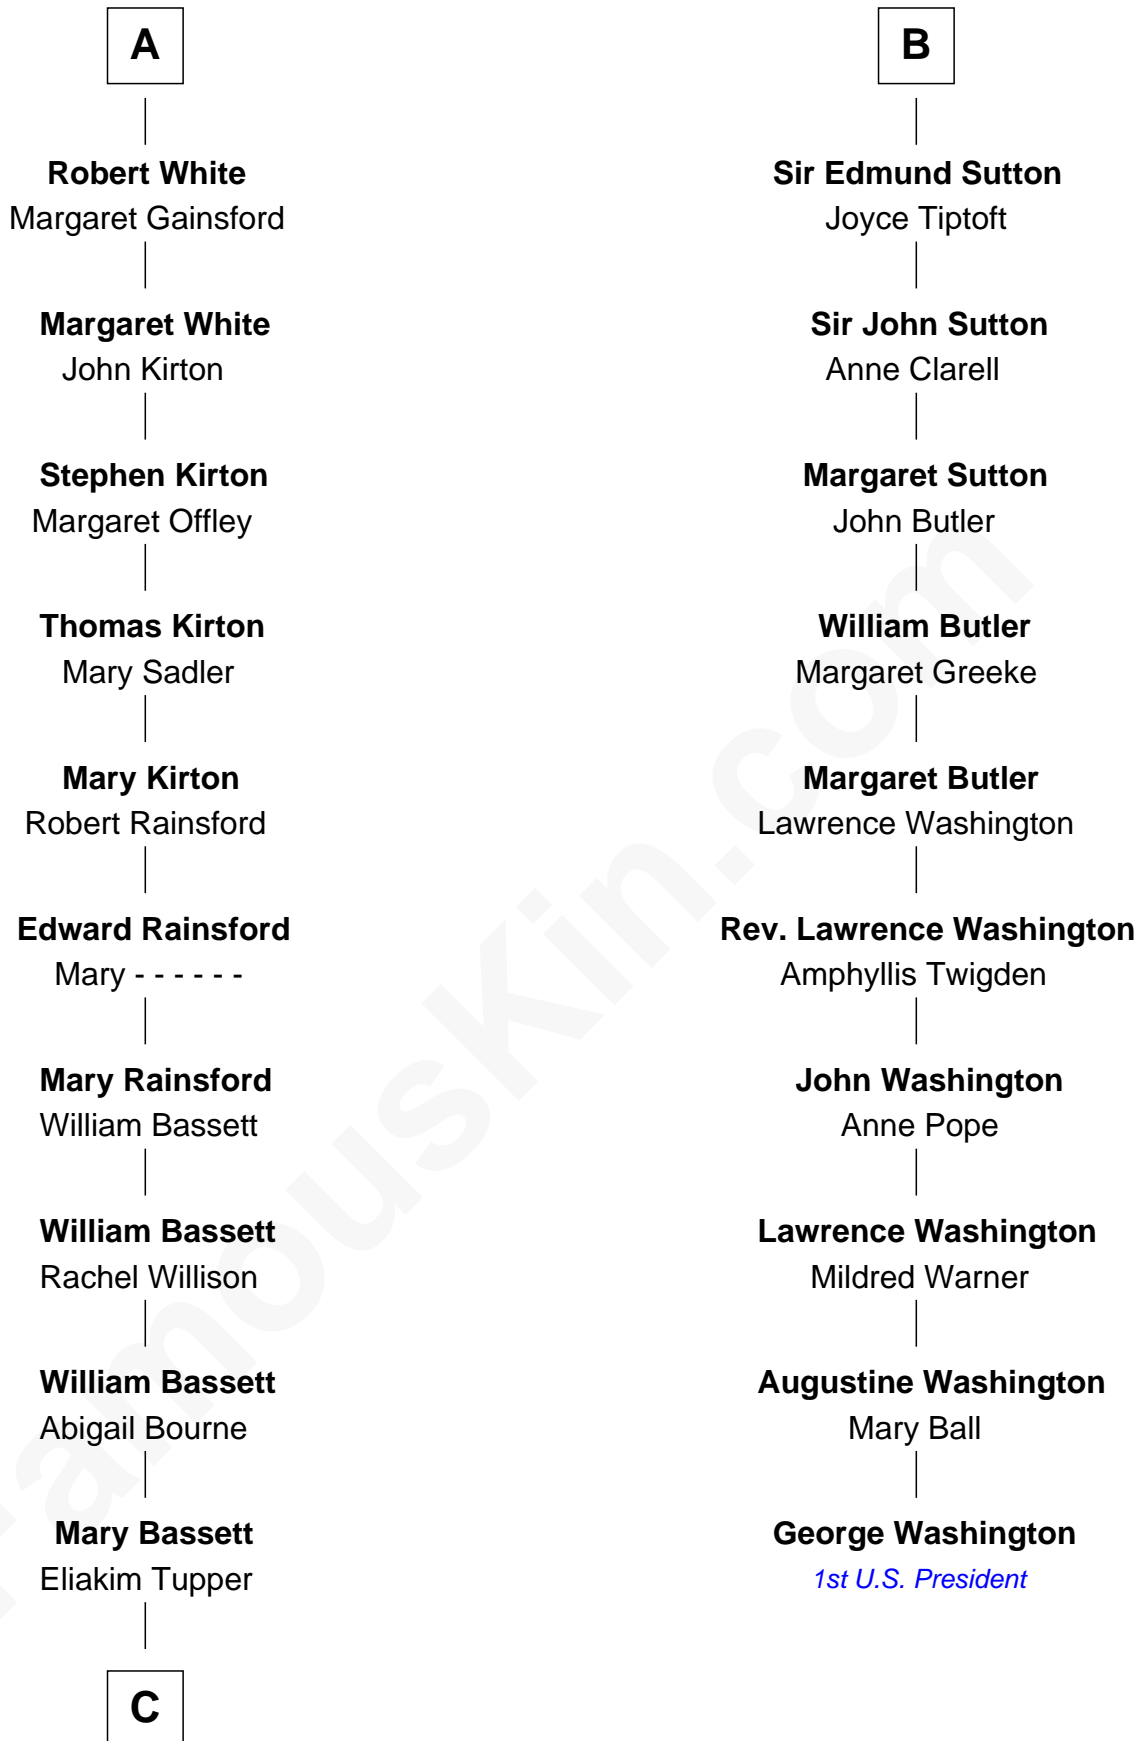 A
Robert White
Margaret Gainsford
Margaret White
John Kirton
Stephen Kirton
Margaret Offley
Thomas Kirton
Mary Sadler
Mary Kirton
Robert Rainsford
Edward Rainsford
Mary - - - - - -
Mary Rainsford
William Bassett
William Bassett
Rachel Willison
William Bassett
Abigail Bourne
Mary Bassett
Eliakim Tupper
C
B
Sir Edmund Sutton
Joyce Tiptoft
Sir John Sutton
Anne Clarell
Margaret Sutton
John Butler
William Butler
Margaret Greeke
Margaret Butler
Lawrence Washington
Rev. Lawrence Washington
Amphyllis Twigden
John Washington
Anne Pope
Lawrence Washington
Mildred Warner
Augustine Washington
Mary Ball
George Washington
1st U.S. President
FamousKin.com